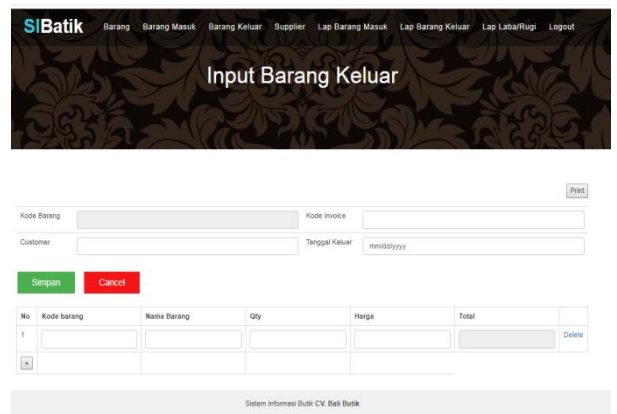 SIBatik Barang Barang Masuk Barang Keluar Supplier Lap Barang Masuk Lap Barang Keluar Lap Laba/Rugi Logout
Input Barang Keluar
Print
Kode Barang Kode Invoice
Customer Tanggal Keluar mm/dd/yyyy
Simpan Cancel
No Kode barang Nama Barang Qty Harga Total
1 Delete
+
Sistem Informasi Butik CV. Bali Butik